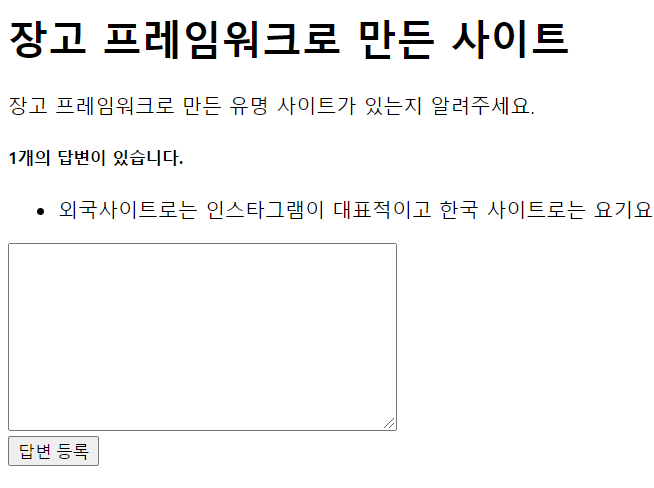 장고 프레임워크로 만든 사이트
장고 프레임워크로 만든 유명 사이트가 있는지 알려주세요.
1개의 답변이 있습니다.
외국사이트로는 인스타그램이 대표적이고 한국 사이트로는 요기요
답변 등록